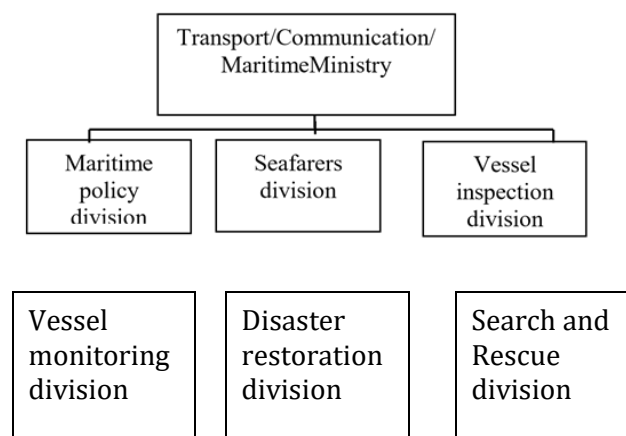 Transport/Communication/
MaritimeMinistry
Maritime
policy
division
Seafarers
division
Vessel
inspection
division
Vessel
monitoring
division
Disaster
restoration
division
Search and
Rescue
division